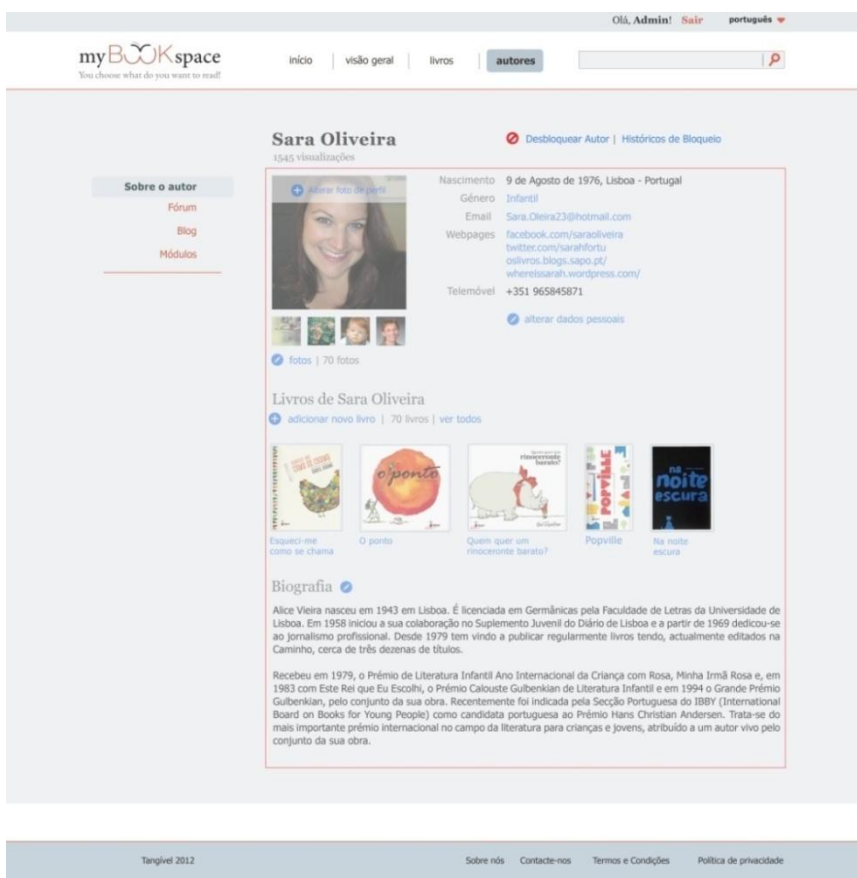 Olá, Admin! Sair português
myBOOKspace
You choose what do you want to read!
início visão geral livros autores
Sara Oliveira
1545 visualizações
Desbloquear Autor | Históricos de Bloqueio
Sobre o autor
Fórum
Blog
Módulos
Alterar foto de perfil
Nascimento 9 de Agosto de 1976, Lisboa - Portugal
Género Infantil
Email Sara.Oleira23@hotmail.com
Webpages facebook.com/saraoliveira
twitter.com/sarahfortu
oslivros.blogs.sapo.pt/
whereissarah.wordpress.com/
Telemóvel +351 965845871
alterar dados pessoais
fotos | 70 fotos
Livros de Sara Oliveira
adicionar novo livro | 70 livros | ver todos
o ponto
rinoceronte
barato?
POPVILLE
na
noite
escura
Esqueci-me
como se chama
O ponto
Quem quer um
rinoceronte barato?
Popville
Na noite
escura
Biografia
Alice Vieira nasceu em 1943 em Lisboa. É licenciada em Germânicas pela Faculdade de Letras da Universidade de
Lisboa. Em 1958 iniciou a sua colaboração no Suplemento Juvenil do Diário de Lisboa e a partir de 1969 dedicou-se
ao jornalismo profissional. Desde 1979 tem vindo a publicar regularmente livros tendo, actualmente editados na
Caminho, cerca de três dezenas de títulos.
Recebeu em 1979, o Prémio de Literatura Infantil Ano Internacional da Criança com Rosa, Minha Irmã Rosa e, em
1983 com Este Rei que Eu Escolhi, o Prémio Calouste Gulbenkian de Literatura Infantil e em 1994 o Grande Prémio
Gulbenkian, pelo conjunto da sua obra. Recentemente foi indicada pela Secção Portuguesa do IBBY (International
Board on Books for Young People) como candidata portuguesa ao Prémio Hans Christian Andersen. Trata-se do
mais importante prémio internacional no campo da literatura para crianças e jovens, atribuído a um autor vivo pelo
conjunto da sua obra.
Tangível 2012
Sobre nós Contacte-nos Termos e Condições Política de privacidade